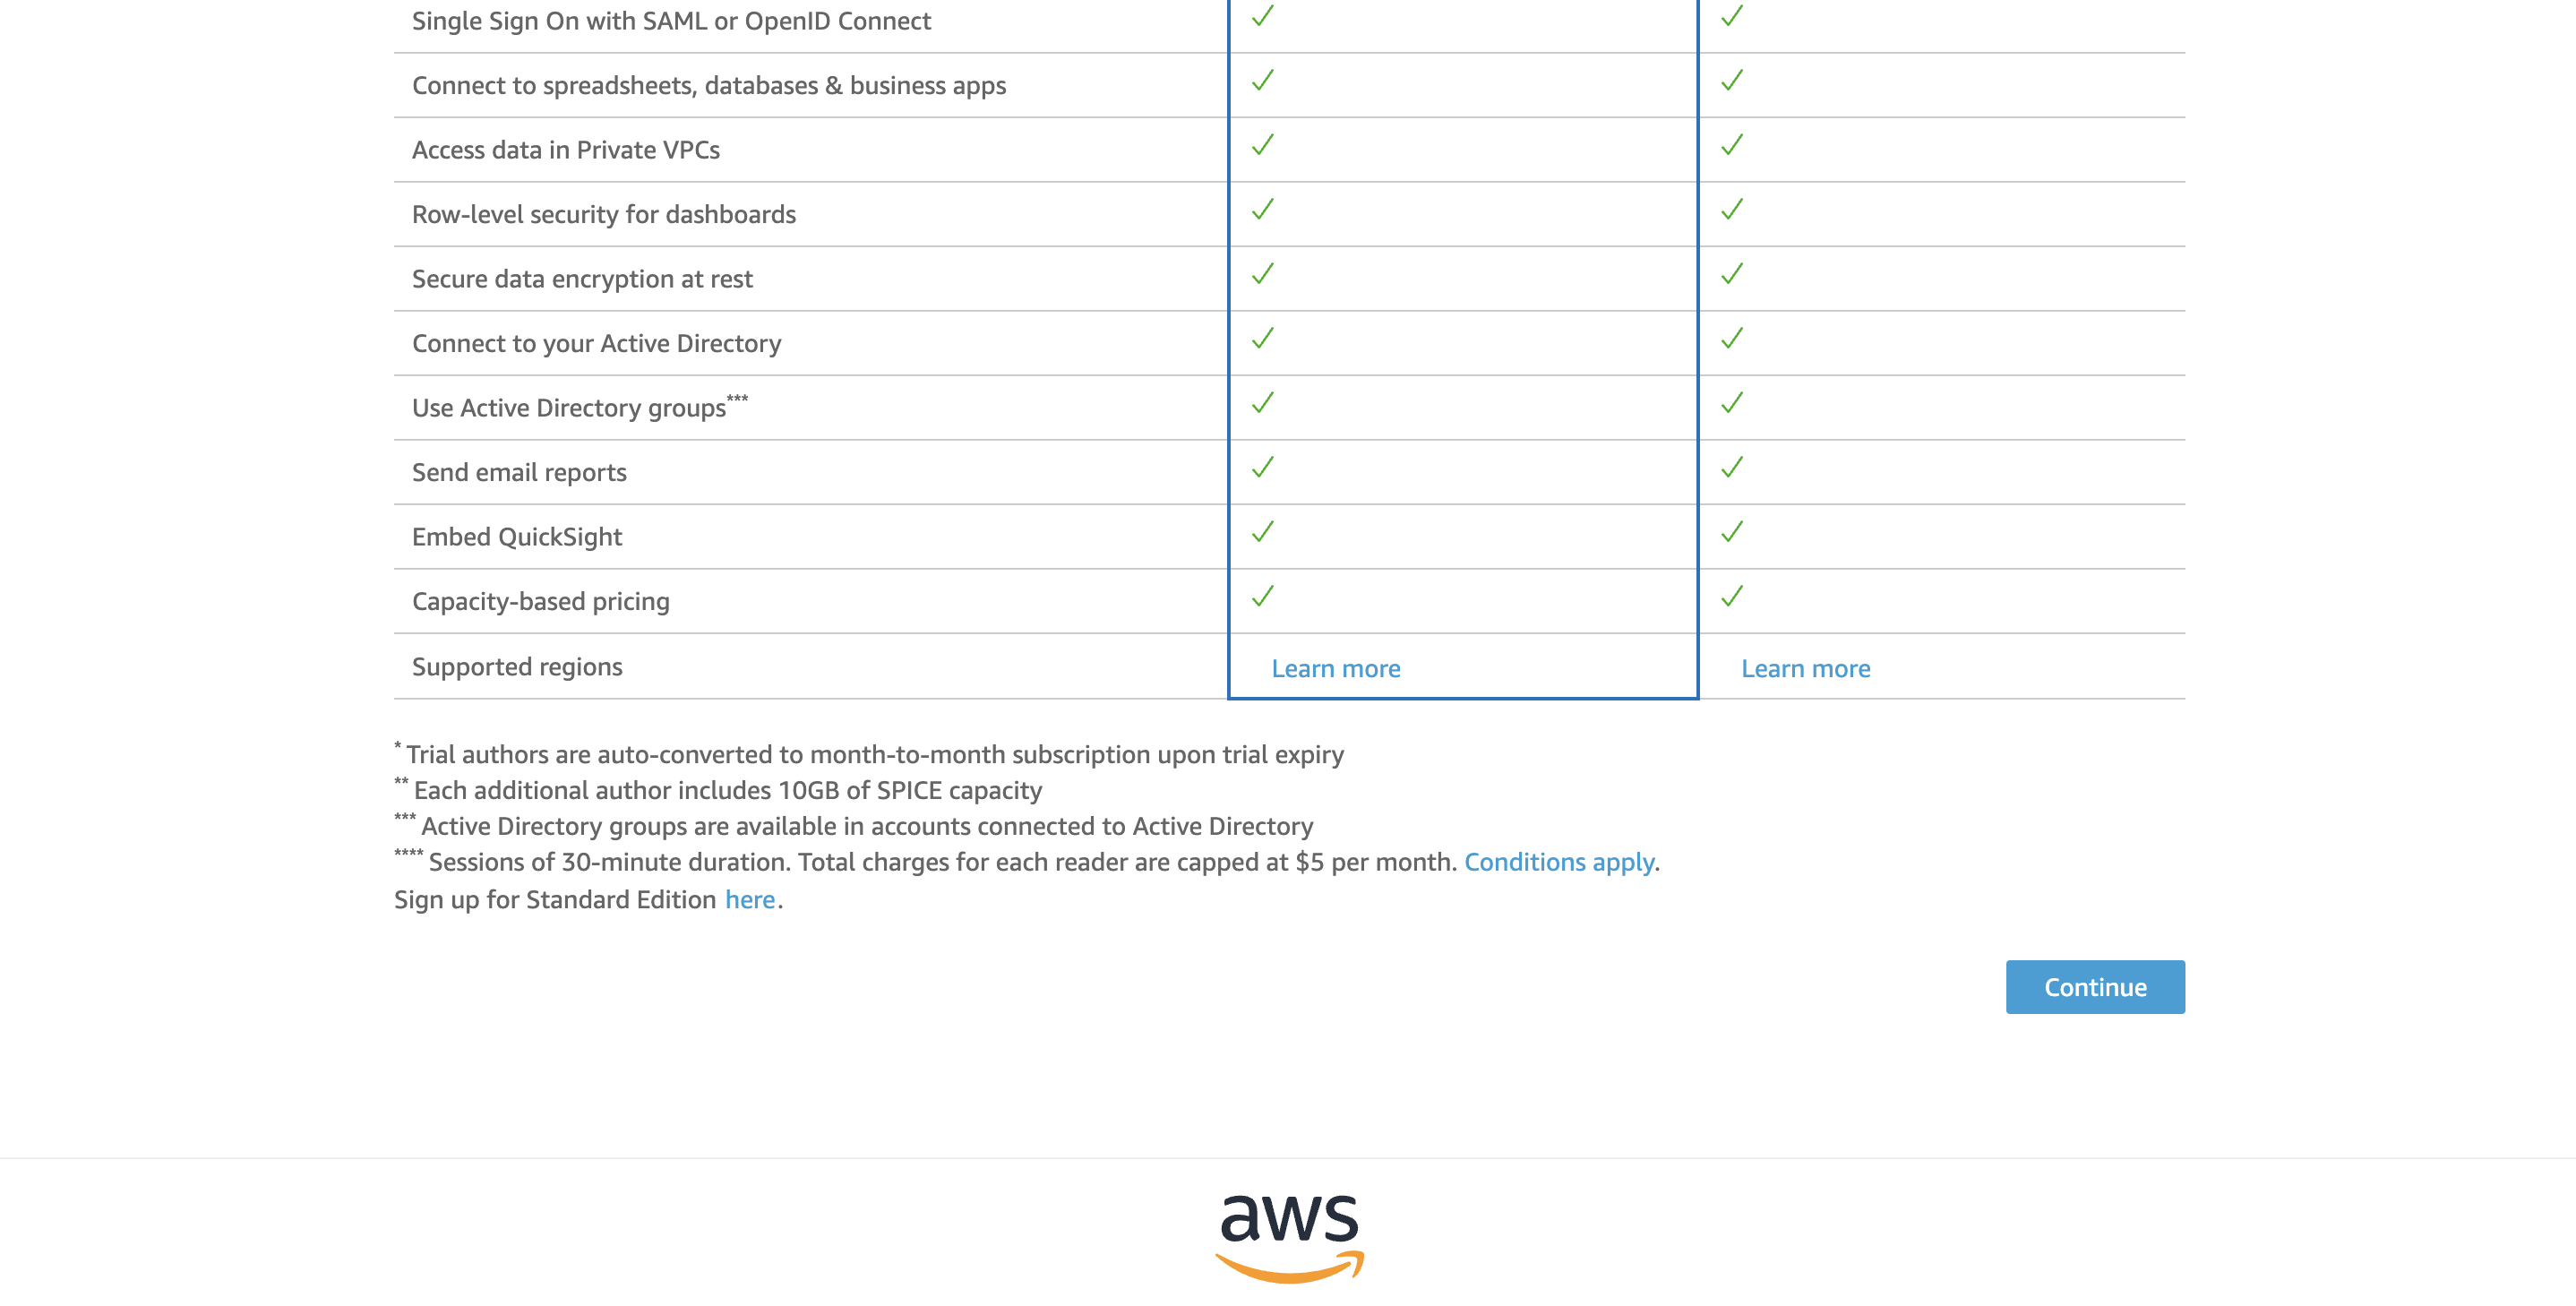 Single Sign On with SAML or OpenID Connect
Connect to spreadsheets, databases & business apps
Access data in Private VPCs
Row-level security for dashboards
Secure data encryption at rest
Connect to your Active Directory
Use Active Directory groups***
Send email reports
Embed QuickSight
Capacity-based pricing
Supported regions Learn more Learn more
* Trial authors are auto-converted to month-to-month subscription upon trial expiry
** Each additional author includes 10GB of SPICE capacity
*** Active Directory groups are available in accounts connected to Active Directory
**** Sessions of 30-minute duration. Total charges for each reader are capped at $5 per month. Conditions apply.
Sign up for Standard Edition here.
Continue
aws